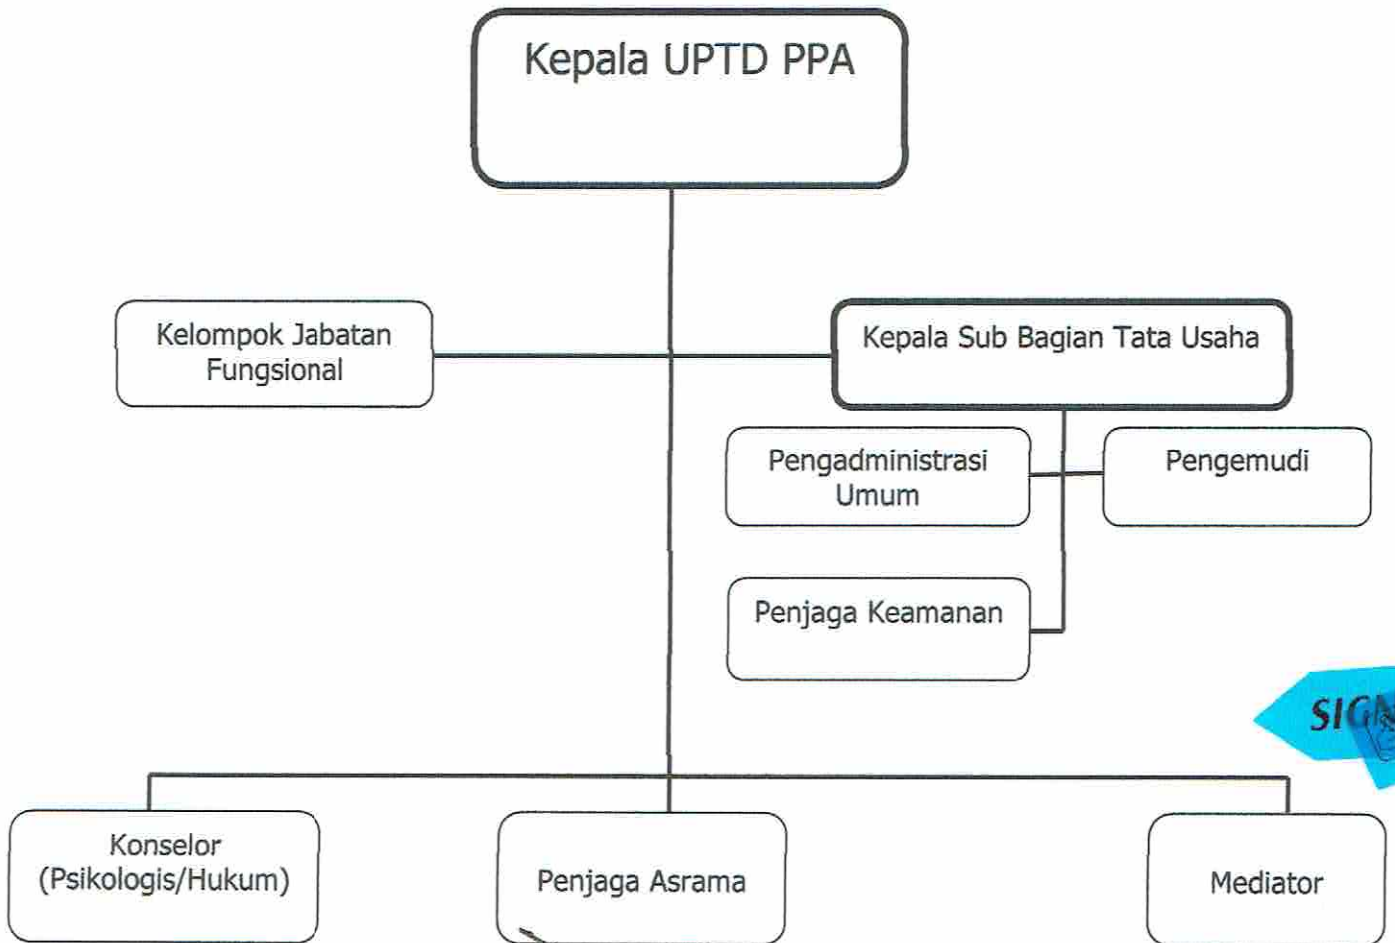 Kepala UPTD PPA
Kelompok Jabatan
Fungsional
Kepala Sub Bagian Tata Usaha
Pengadministrasi
Umum
Pengemudi
Penjaga Keamanan
SIGN
Konselor
(Psikologis/Hukum)
Penjaga Asrama
Mediator